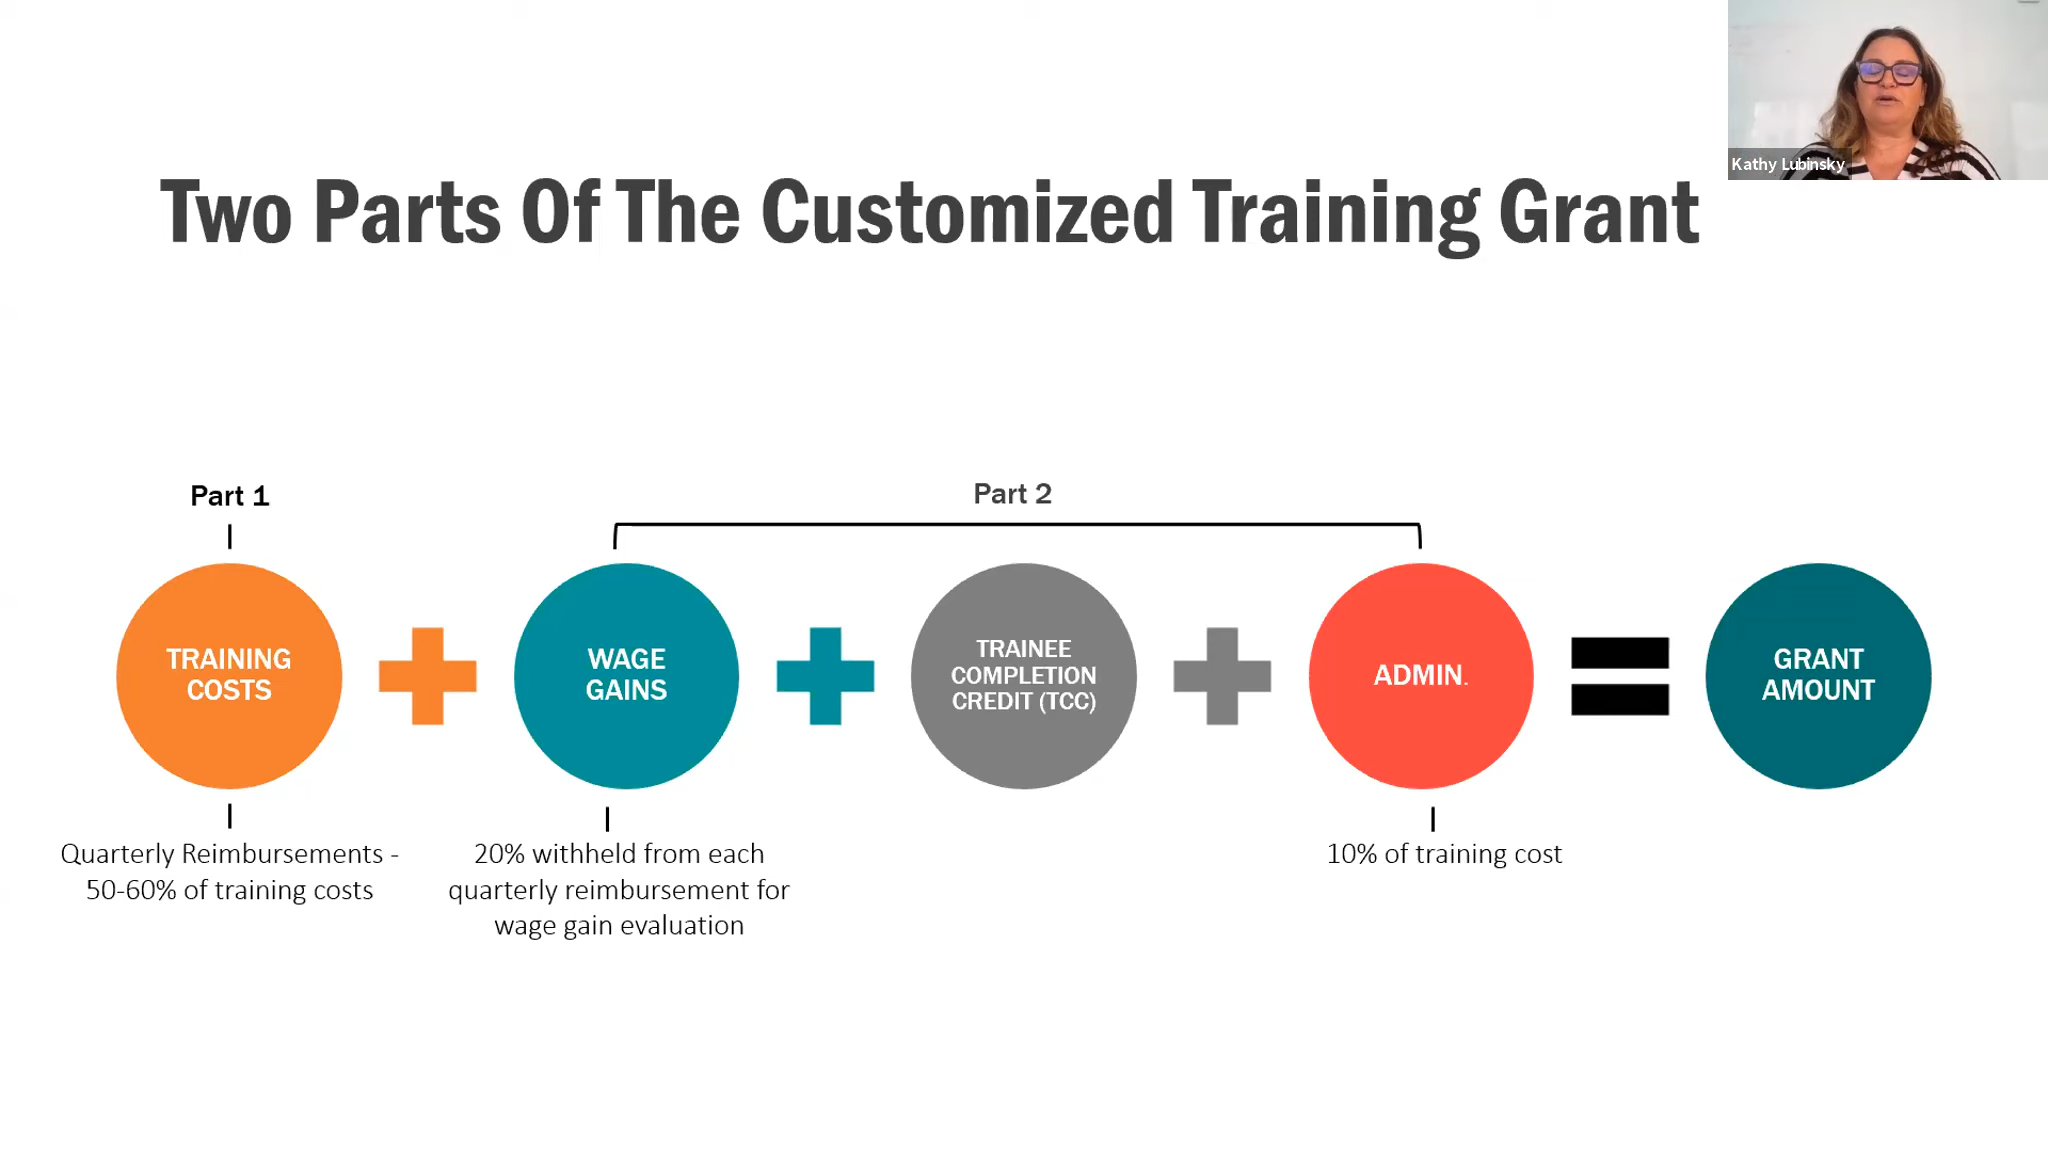 Kathy Lubinsky
Two Parts Of The Customized Training Grant
Part 1
Part 2
TRAINING
COSTS
WAGE
GAINS
TRAINEE
COMPLETION
CREDIT (TCC)
ADMIN.
GRANT
AMOUNT
Quarterly Reimbursements -
50-60% of training costs
20% withheld from each
quarterly reimbursement for
wage gain evaluation
10% of training cost